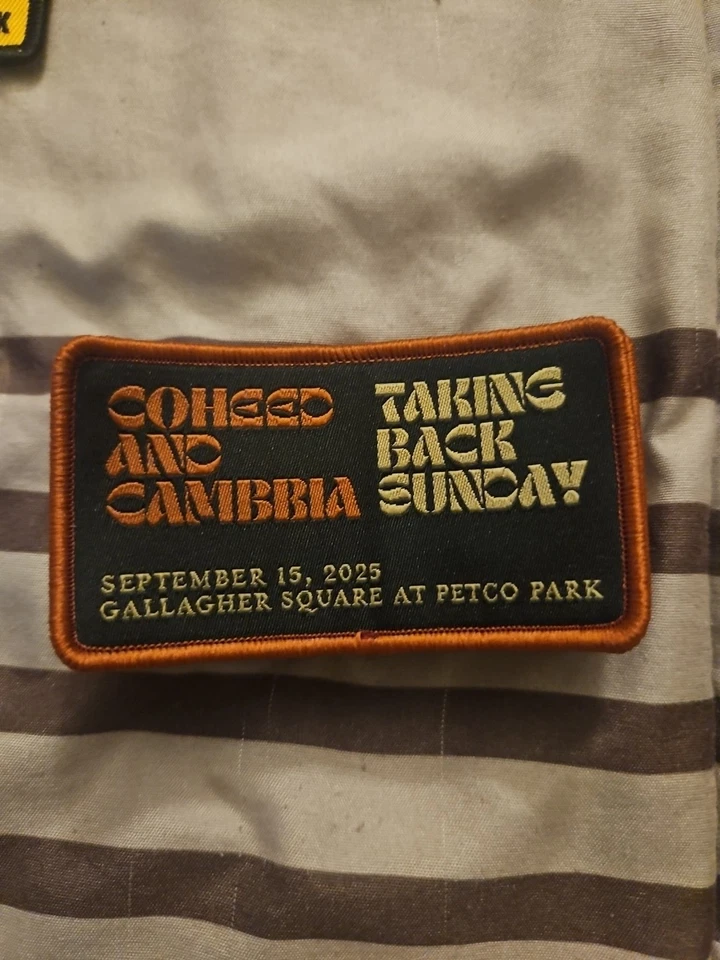 COHEED
AND
CAMBRIA
TAKING
BACK
SUNDAY
SEPTEMBER 15, 2025
GALLAGHER SQUARE AT PETCO PARK